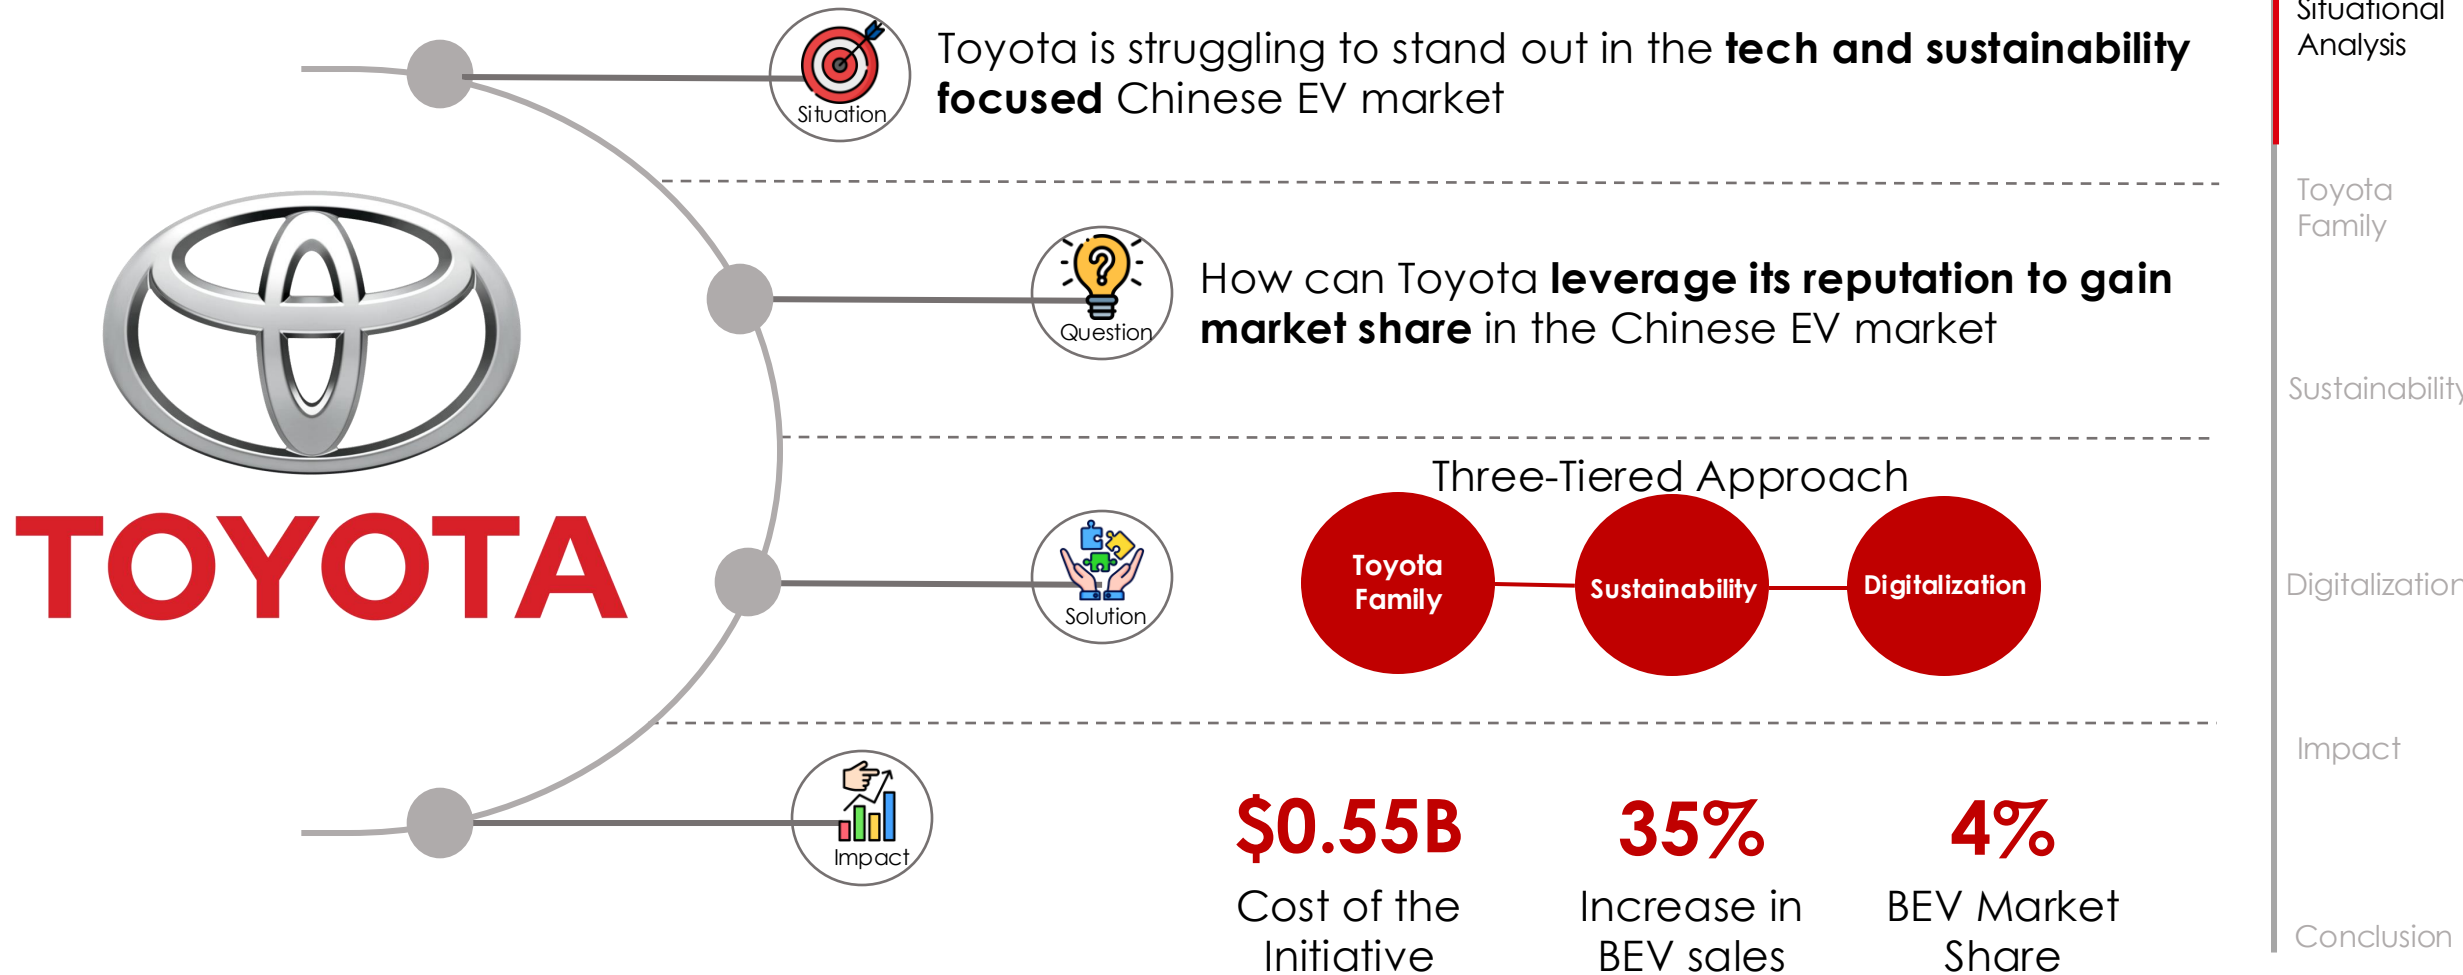 Toyota is struggling to stand out in the tech and sustainability
focused Chinese EV market
Situation
How can Toyota leverage its reputation to gain
market share in the Chinese EV market
Question
TOYOTA
Three-Tiered Approach
Toyota
Family
Sustainability
Digitalization
Solution
Impact
$0.55B
Cost of the
Initiative
35%
Increase in
BEV sales
4%
BEV Market
Share
Situational
Analysis
Toyota
Family
Sustainability
Digitalization
Impact
Conclusion